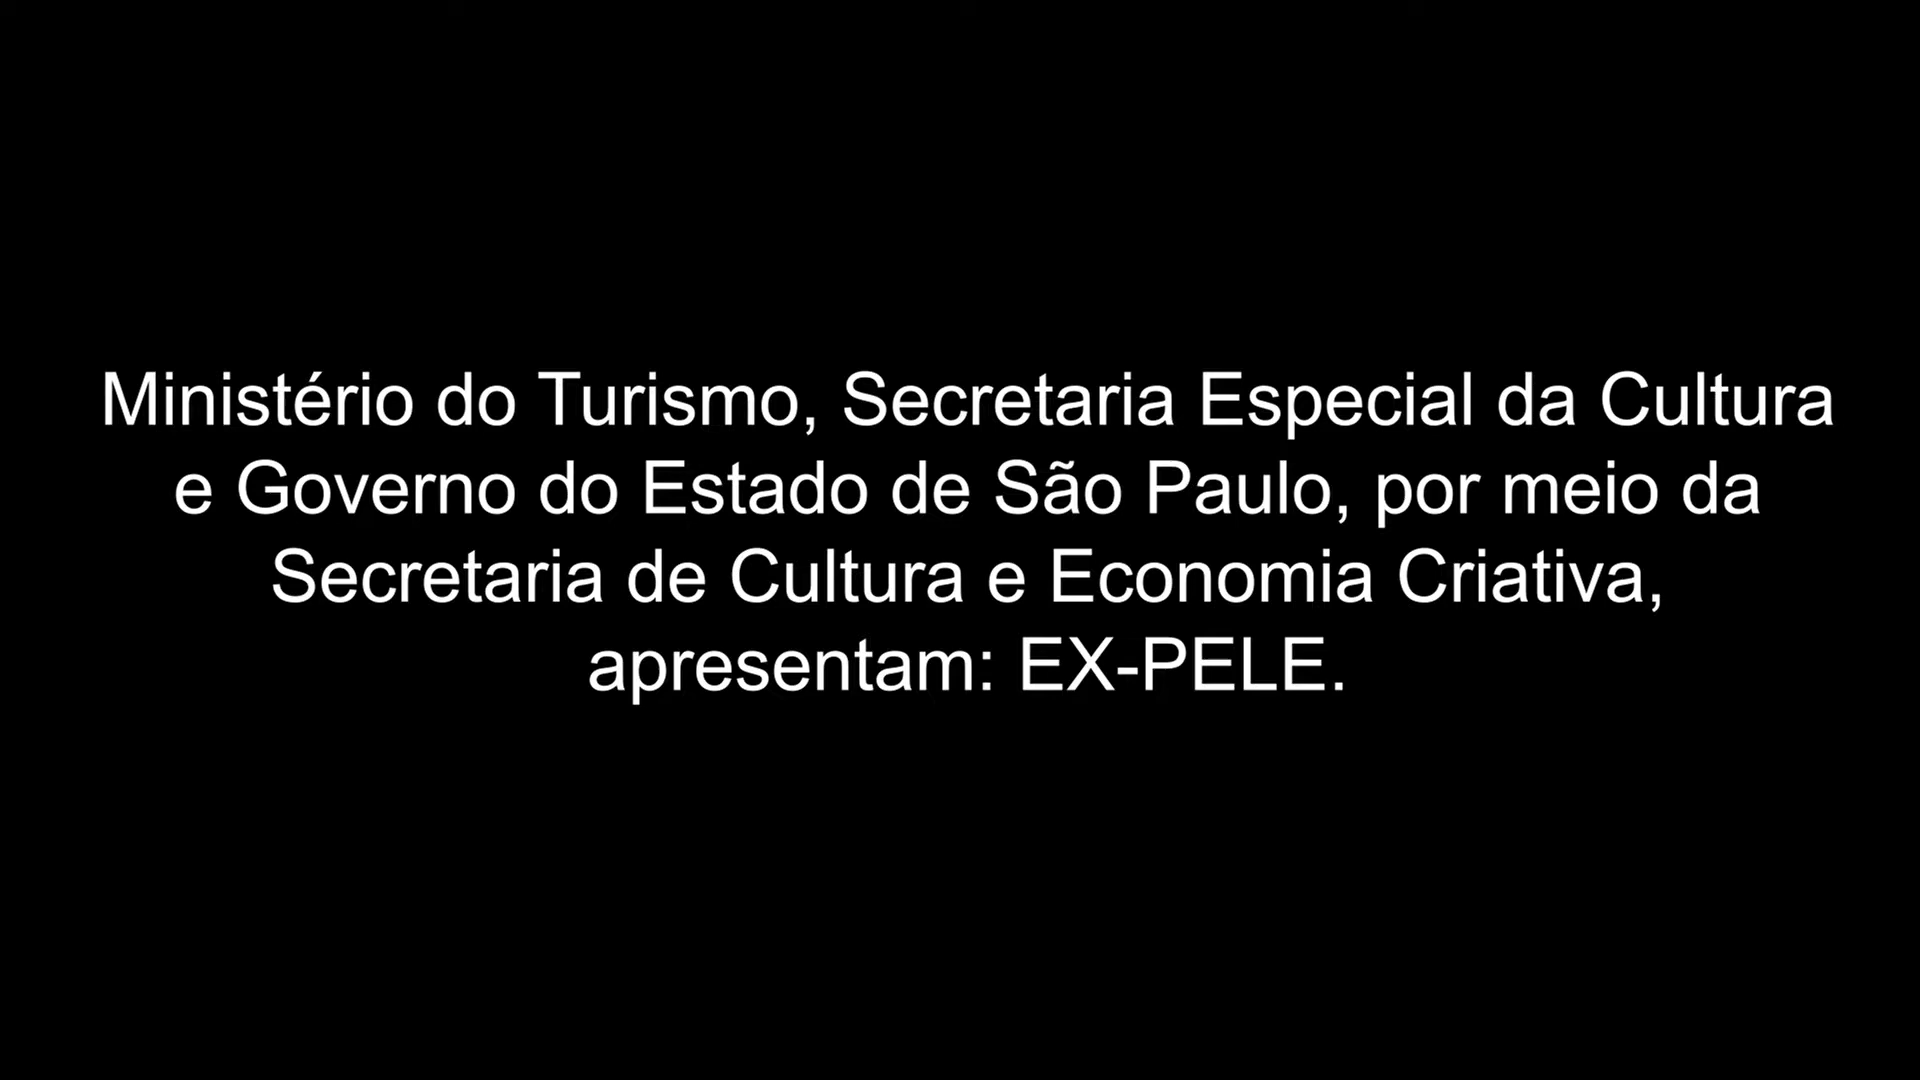 Ministério do Turismo, Secretaria Especial da Cultura
e Governo do Estado de São Paulo, por meio da
Secretaria de Cultura e Economia Criativa,
apresentam: EX-PELE.